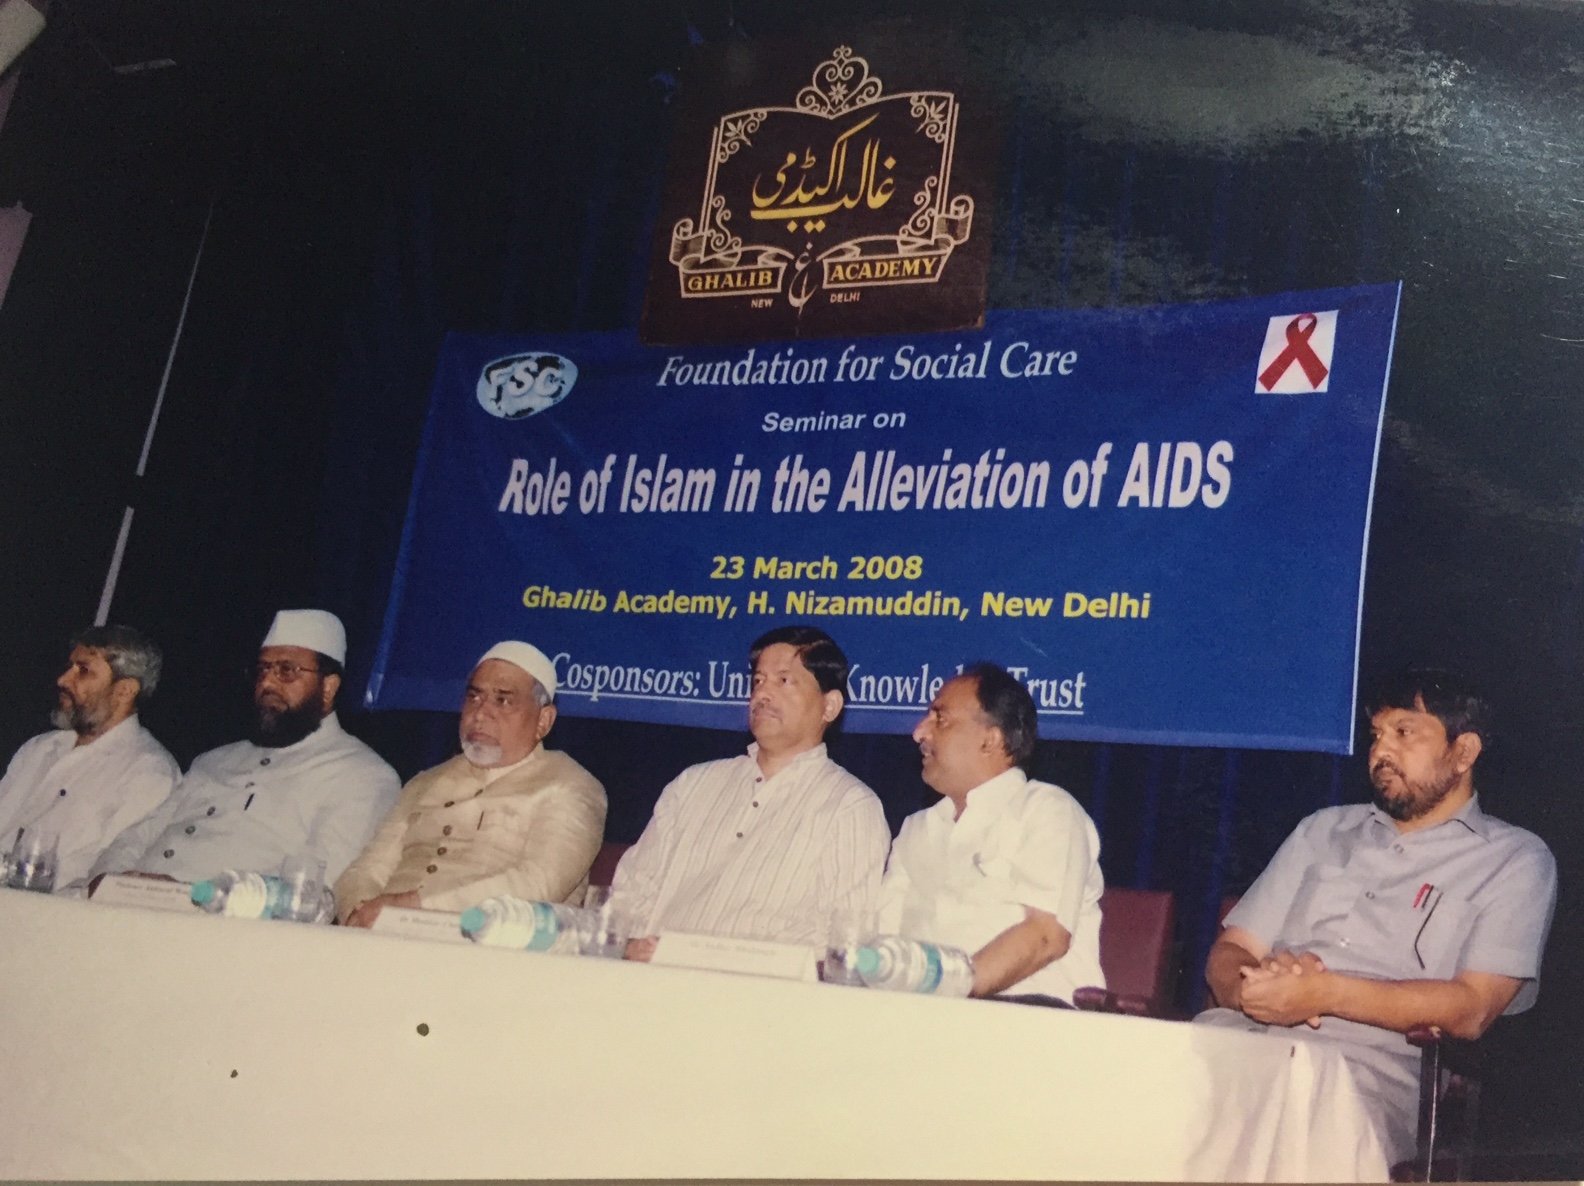 غالب اکیڈمی
GHALIB ACADEMY
NEW DELHI
FSC
Foundation for Social Care
Seminar on
Role of Islam in the Alleviation of AIDS
23 March 2008
Ghalib Academy, H. Nizamuddin, New Delhi
Cosponsors: Trust